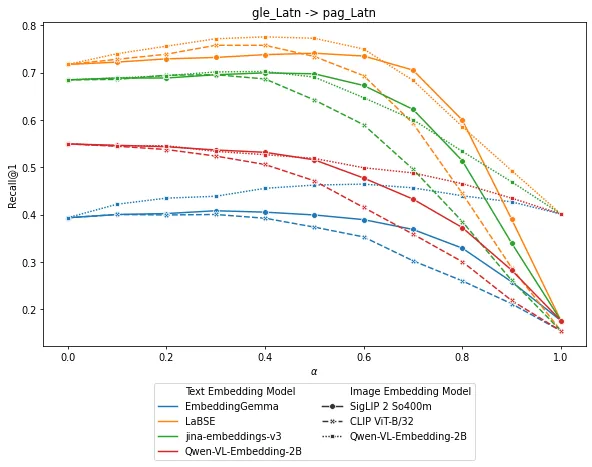 gle_Latn -> pag_Latn
0.8
0.7
0.6
0.5
0.4
0.3
0.2
Recall@1
0.0 0.2 0.4 0.6 0.8 1.0
α
Text Embedding Model Image Embedding Model
EmbeddingGemma SigLIP 2 So400m
LaBSE CLIP ViT-B/32
jina-embeddings-v3 Qwen-VL-Embedding-2B
Qwen-VL-Embedding-2B